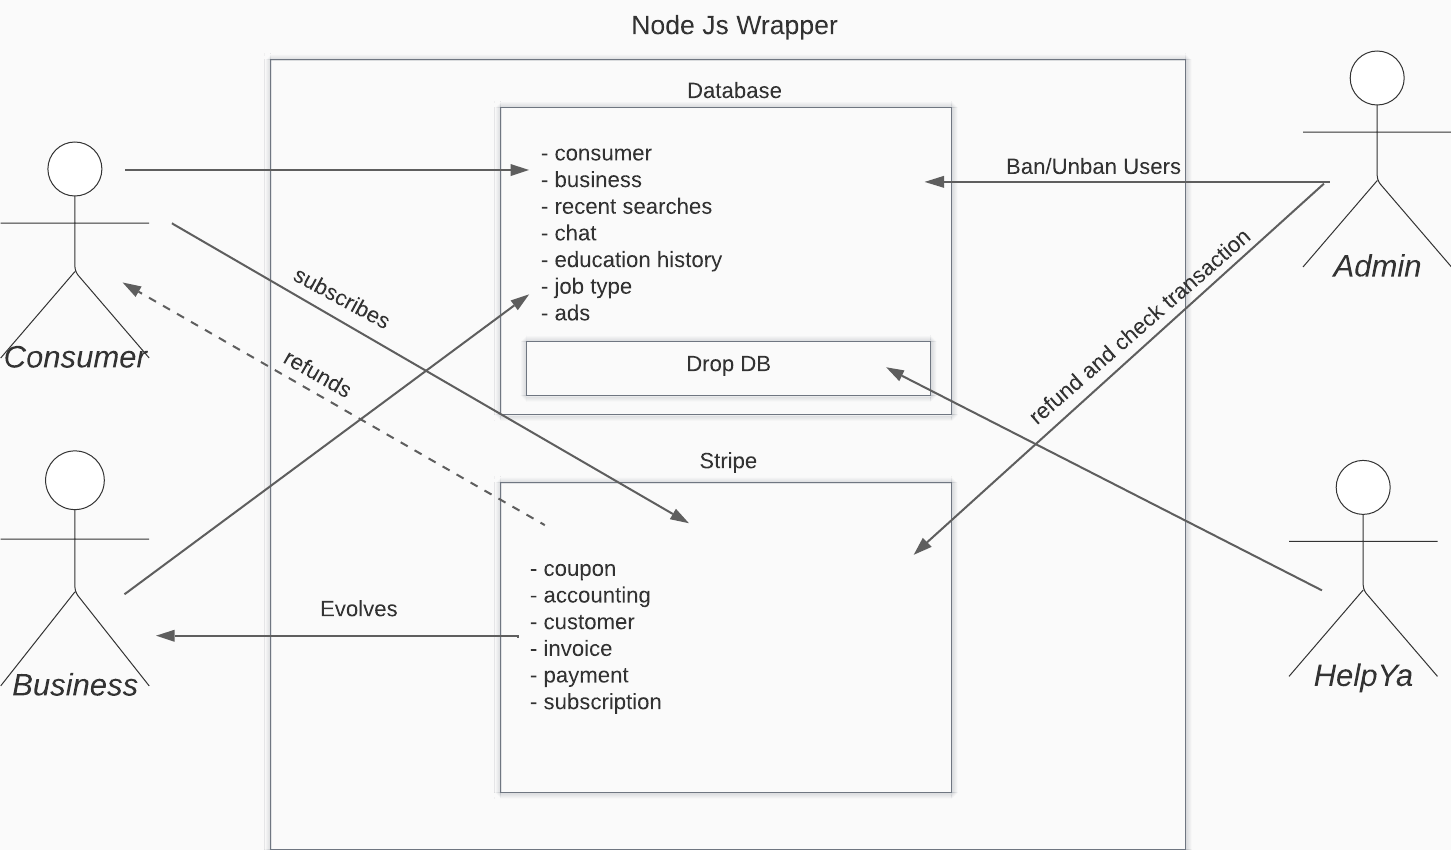 Node Js Wrapper
Database
- consumer
- business
- recent searches
- chat
- education history
- job type
- ads
Drop DB
Ban/Unban Users
Admin
subscribes
refund and check transaction
Consumer
refunds
Stripe
- coupon
- accounting
- customer
- invoice
- payment
- subscription
Evolves
Business
HelpYa